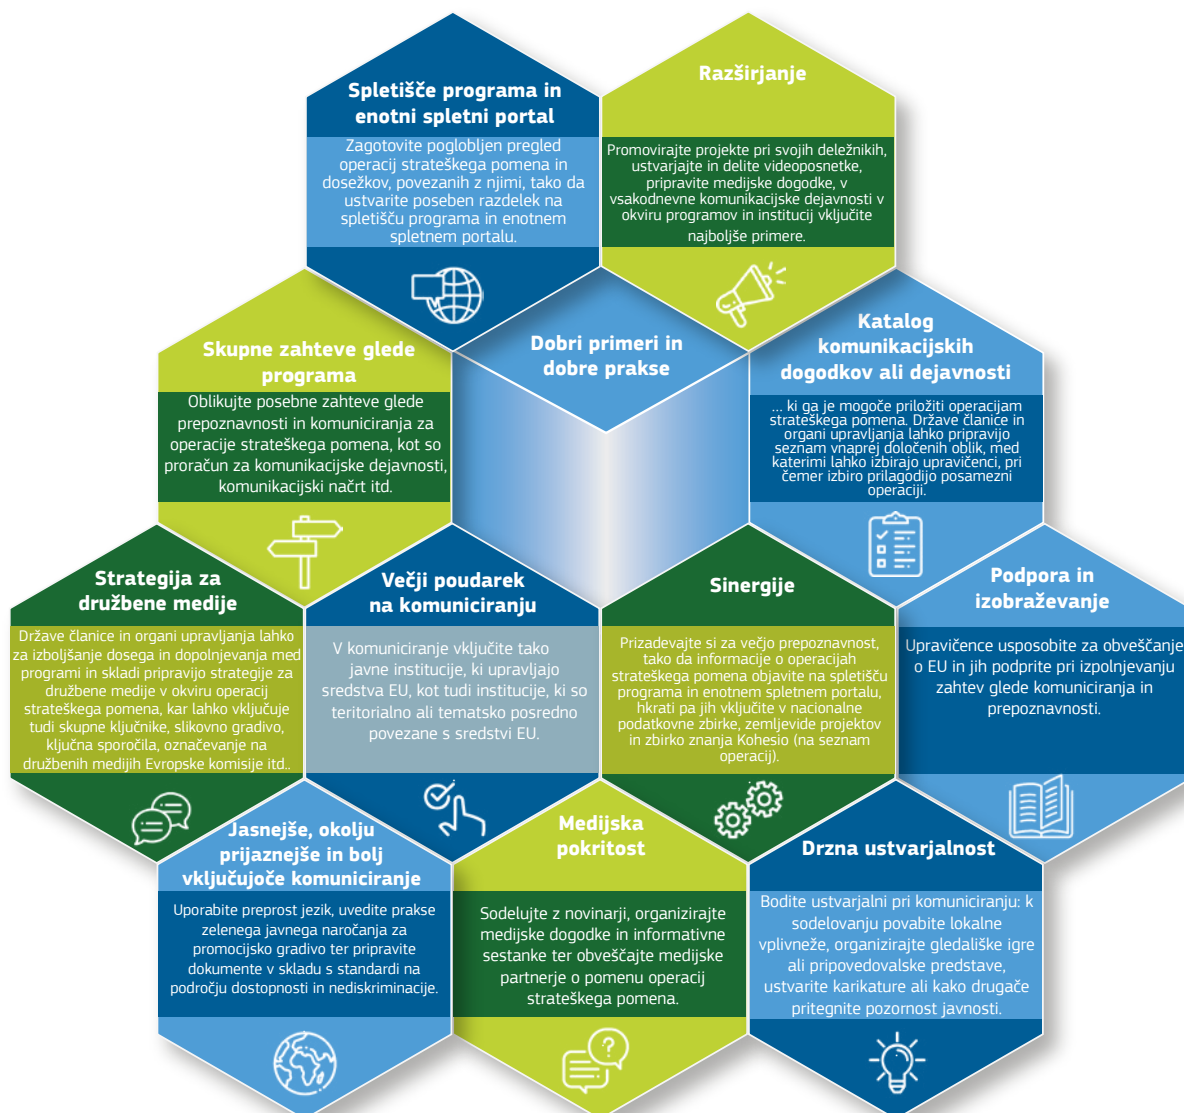 Spletišče programa in
enotni spletni portal
Zagotovite poglobljen pregled
operacij strateškega pomena in
dosežkov, povezanih z njimi, tako da
ustvarite poseben razdelek na
spletišču programa in enotnem
spletnem portalu.
Razširjanje
Promovirajte projekte pri svojih deležnikih,
ustvarjajte in delite videoposnetke,
pripravite medijske dogodke, v
vsakodnevne komunikacijske dejavnosti v
okviru programov in institucij vključite
najboljše primere.
Skupne zahteve glede
programa
Oblikujte posebne zahteve glede
prepoznavnosti in komuniciranja za
operacije strateškega pomena, kot so
proračun za komunikacijske dejavnosti,
komunikacijski načrt itd.
Dobri primeri in
dobre prakse
Katalog
komunikacijskih
dogodkov ali dejavnosti
... ki ga je mogoče priložiti operacijam
strateškega pomena. Države članice in
organi upravljanja lahko pripravijo
seznam vnaprej določenih oblik, med
katerimi lahko izbirajo upravičenci, pri
čemer izbiro prilagodijo posamezni
operaciji.
Strategija za
družbene medije
Države članice in organi upravljanja lahko
za izboljšanje dosega in dopolnjevanja med
programi in skladi pripravijo strategije za
družbene medije v okviru operacij
strateškega pomena, kar lahko vključuje
tudi skupne ključnike, slikovno gradivo,
ključna sporočila, označevanje na
družbenih medijih Evropske komisije itd..
Večji poudarek
na komuniciranju
V komuniciranje vključite tako
javne institucije, ki upravljajo
sredstva EU, kot tudi institucije, ki so
teritorialno ali tematsko posredno
povezane s sredstvi EU.
Sinergije
Prizadevajte si za večjo prepoznavnost,
tako da informacije o operacijah
strateškega pomena objavite na spletišču
programa in enotnem spletnem portalu,
hkrati pa jih vključite v nacionalne
podatkovne zbirke, zemljevide projektov
in zbirko znanja Kohesio (na seznam
operacij).
Podpora in
izobraževanje
Upravičence usposobite za obveščanje
o EU in jih podprite pri izpolnjevanju
zahtev glede komuniciranja in
prepoznavnosti.
Jasnejše, okolju
prijaznejše in bolj
vključujoče komuniciranje
Uporabite preprost jezik, uvedite prakse
zelenega javnega naročanja za
promocijsko gradivo ter pripravite
dokumente v skladu s standardi na
področju dostopnosti in nediskriminacije.
Medijska
pokritost
Sodelujte z novinarji, organizirajte
medijske dogodke in informativne
sestanke ter obveščajte medijske
partnerje o pomenu operacij
strateškega pomena.
Drzna ustvarjalnost
Bodite ustvarjalni pri komuniciranju: k
sodelovanju povabite lokalne
vplivneže, organizirajte gledališke igre
ali pripovedovalske predstave,
ustvarite karikature ali kako drugače
pritegnite pozornost javnosti.